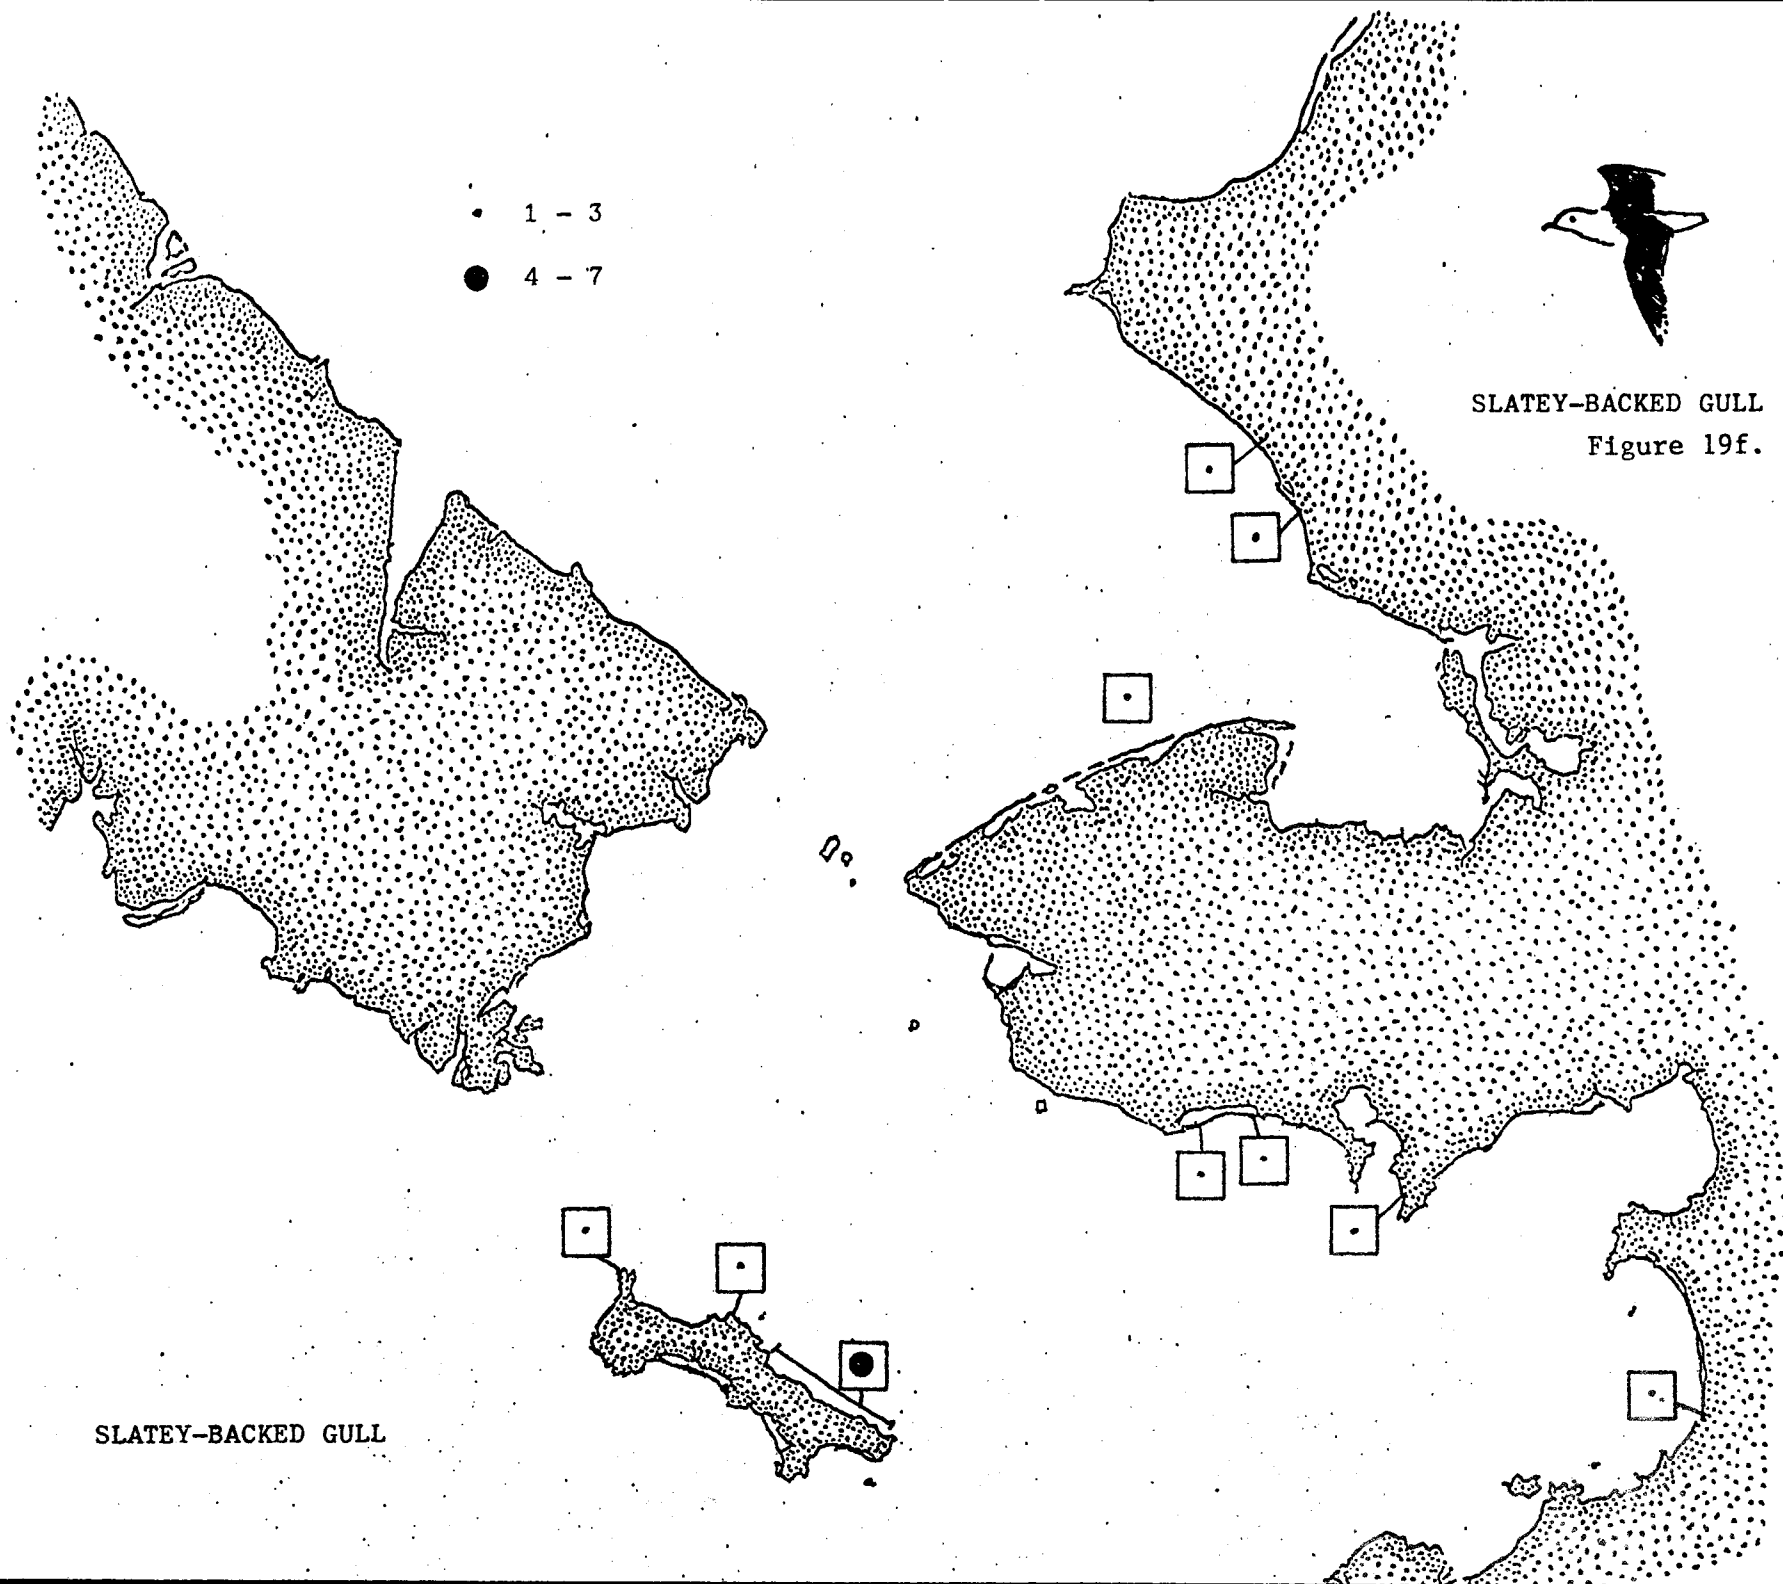 1 – 3
4 – 7
SLATEY-BACKED GULL
Figure 19f.
SLATEY-BACKED GULL